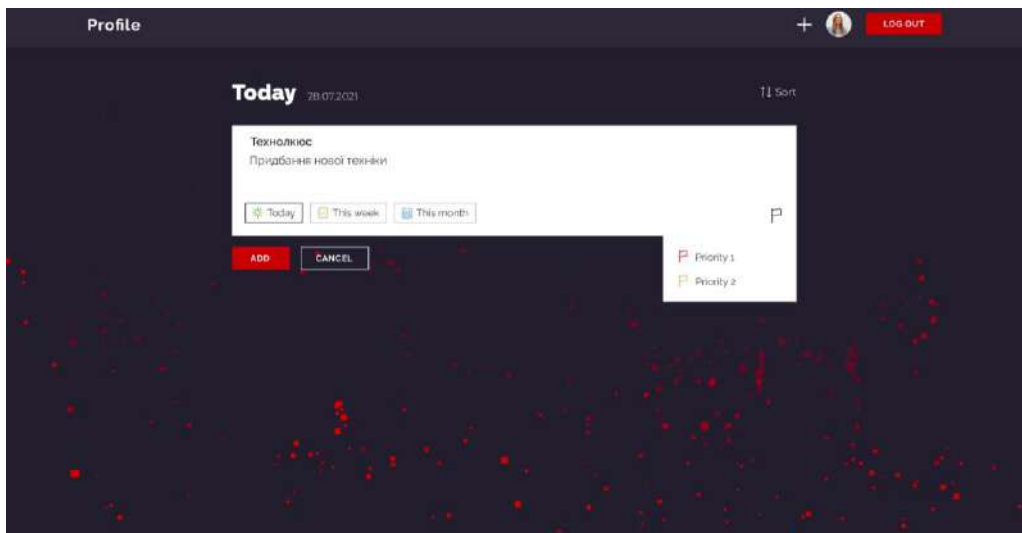 Profile
LOG OUT
Today 28.07.2021
Sort
Технолюкс
Придбання нової техніки
Today This week This month
ADD CANCEL
Priority 1
Priority 2